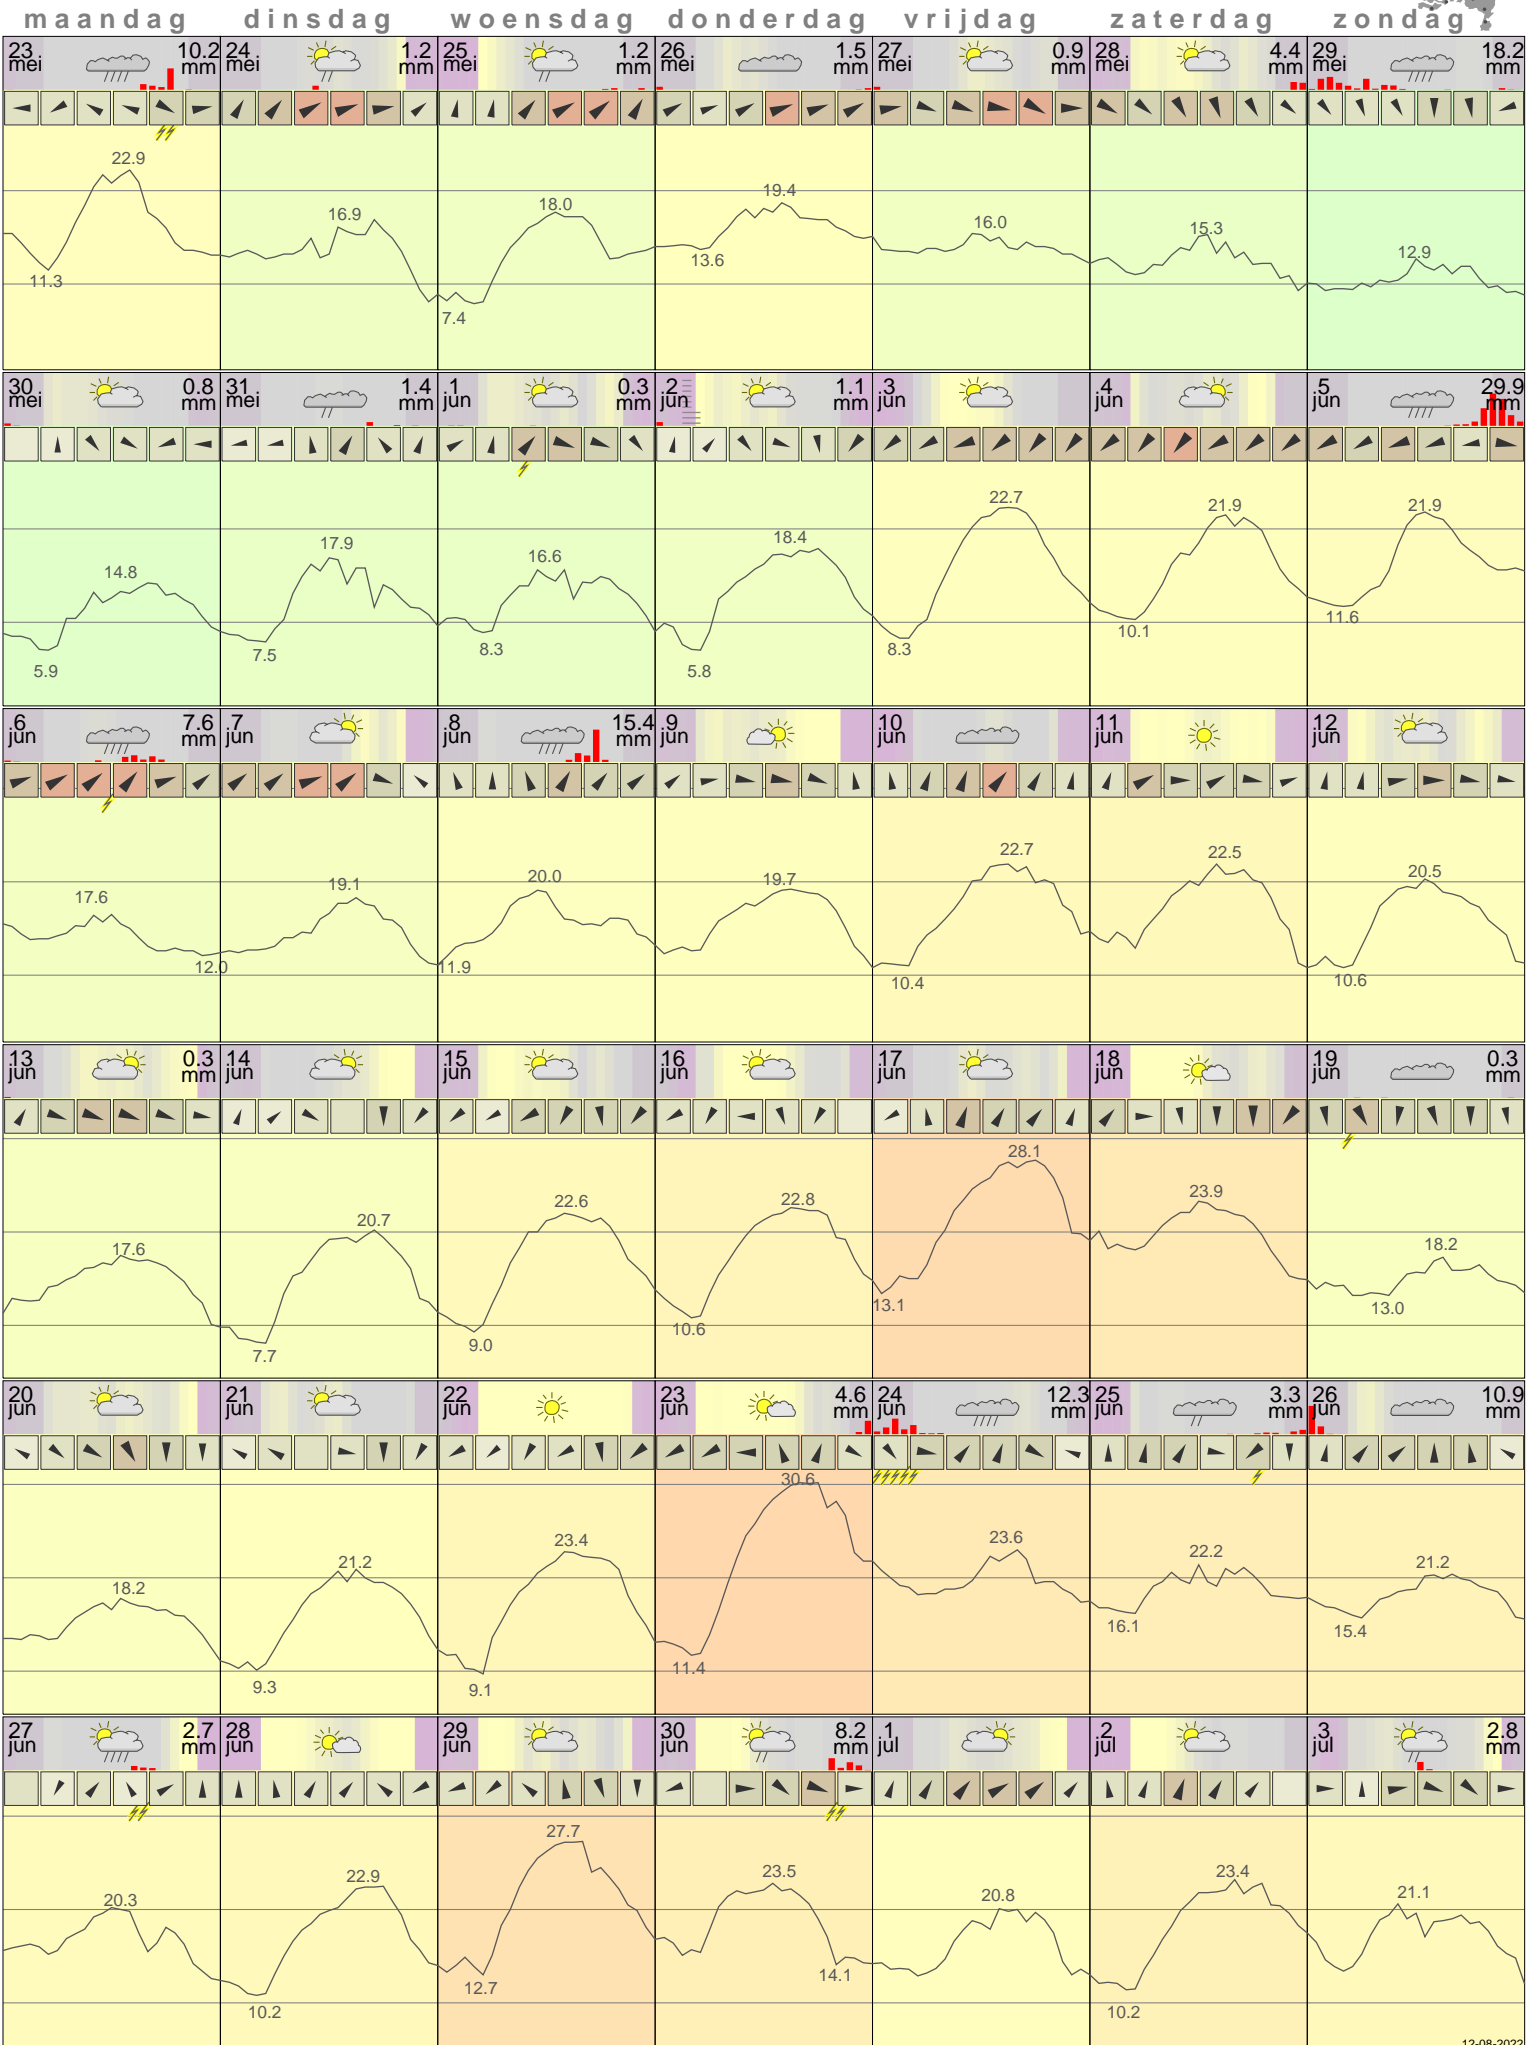 maandag dinsdag woensdag donderdag vrijdag zaterdag zondag
23 mei 10.2 mm 24 mei 1.2 mm 25 mei 1.2 mm 26 mei 1.5 mm 27 mei 0.9 mm 28 mei 4.4 mm 29 mei 18.2 mm
22.9 11.3 16.9 7.4 18.0 13.6 19.4 16.0 15.3 12.9
30 mei 0.8 mm 31 mei 1.4 mm 1 jun 0.3 mm 2 jun 1.1 mm 3 jun 4 jun 5 jun 29.9 mm
5.9 14.8 7.5 17.9 8.3 16.6 5.8 18.4 8.3 22.7 10.1 21.9 11.6 21.9
6 jun 7.6 mm 7 jun 8 jun 15.4 9 jun 10 jun 11 jun 12 jun
17.6 12.0 19.1 11.9 20.0 19.7 10.4 22.7 22.5 10.6 20.5
13 jun 0.3 mm 14 jun 15 jun 16 jun 17 jun 18 jun 19 jun 0.3 mm
17.6 7.7 20.7 9.0 22.6 10.6 22.8 13.1 28.1 23.9 13.0 18.2
20 jun 21 jun 22 jun 23 jun 4.6 mm 24 jun 12.3 mm 25 jun 3.3 mm 26 jun 10.9 mm
18.2 9.3 21.2 9.1 23.4 11.4 30.6 23.6 16.1 22.2 15.4 21.2
27 jun 2.7 mm 28 jun 29 jun 30 jun 8.2 mm 1 jul 2 jul 3 jul 2.8 mm
20.3 10.2 22.9 12.7 27.7 23.5 14.1 20.8 10.2 23.4 21.1
12-08-2022